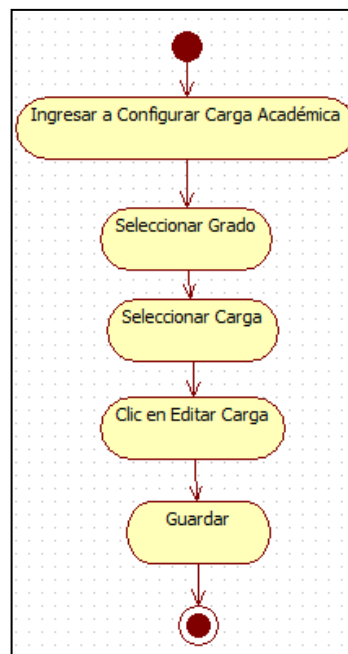 Ingresar a Configurar Carga Académica
Seleccionar Grado
Seleccionar Carga
Clic en Editar Carga
Guardar